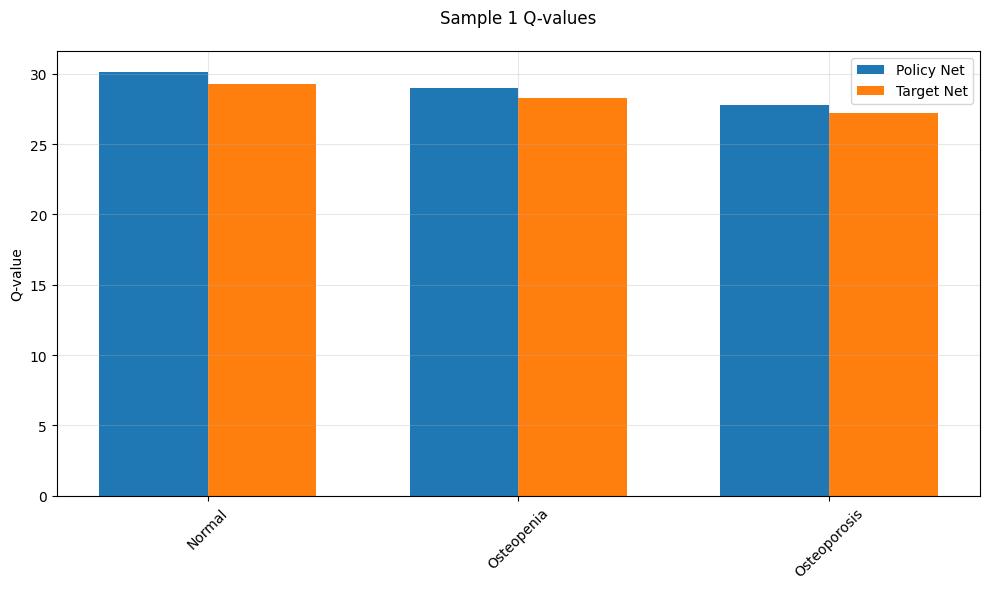 Sample 1 Q-values
Policy Net
Target Net
Q-value
30
25
20
15
10
5
0
Normal
Osteopenia
Osteoporosis